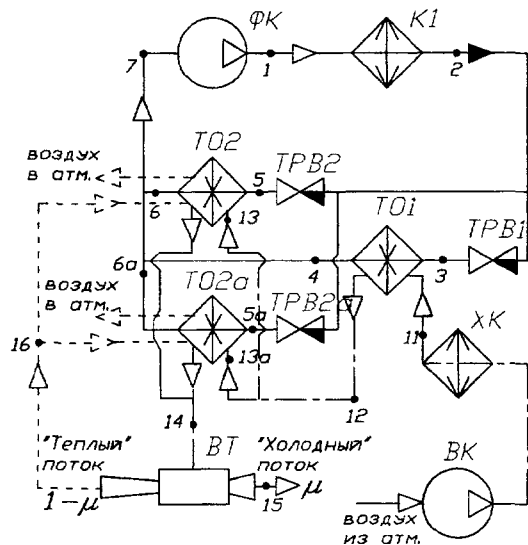 ФК
К1
7
1
2
ТО2
ТРВ2
воздух
в атм.
5
6
13
ТО1
ТРВ1
6а
4
3
воздух
в атм.
ТО2а
ТРВ2а
5а
13а
11
ХК
16
12
14
"Теплый"
поток
ВТ
"Холодный"
поток
ВК
1-μ
15
μ
воздух
из атм.